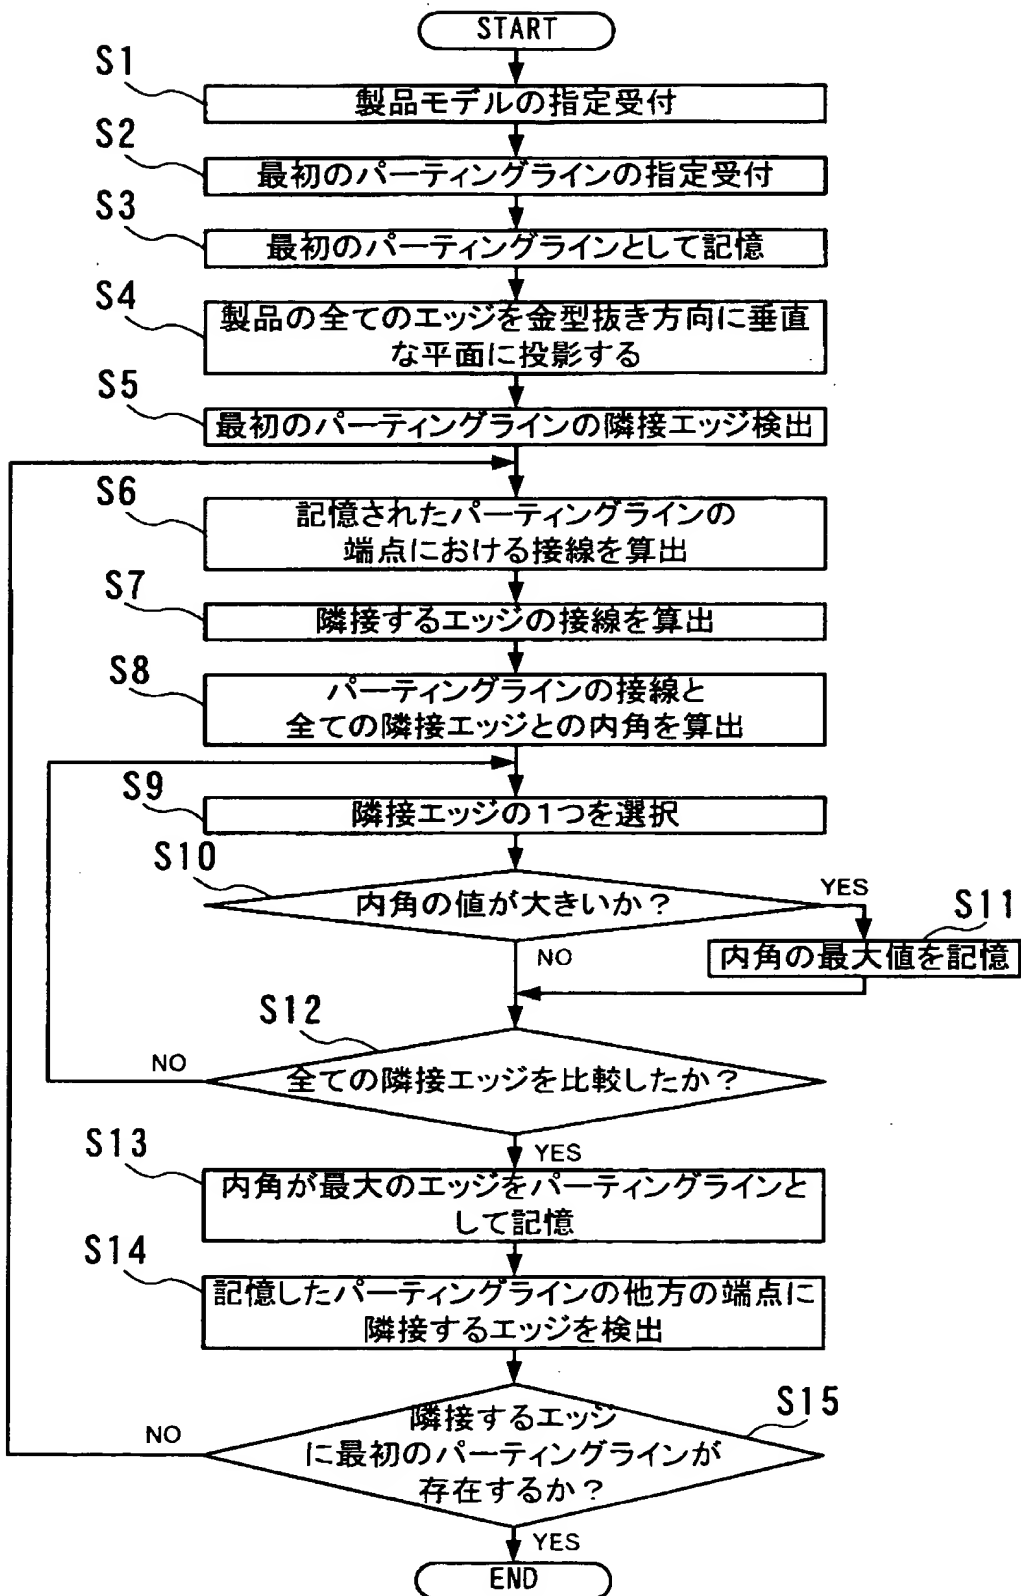 START
S1
製品モデルの指定受付
S2
最初のパーティングラインの指定受付
S3
最初のパーティングラインとして記憶
S4
製品の全てのエッジを金型抜き方向に垂直
な平面に投影する
S5
最初のパーティングラインの隣接エッジ検出
S6
記憶されたパーティングラインの
端点における接線を算出
S7
隣接するエッジの接線を算出
S8
パーティングラインの接線と
全ての隣接エッジとの内角を算出
S9
隣接エッジの1つを選択
S10
内角の値が大きいか?
YES
S11
内角の最大値を記憶
NO
S12
全ての隣接エッジを比較したか?
NO
YES
S13
内角が最大のエッジをパーティングラインと
して記憶
S14
記憶したパーティングラインの他方の端点に
隣接するエッジを検出
S15
隣接するエッジ
に最初のパーティングラインが
存在するか?
NO
YES
END